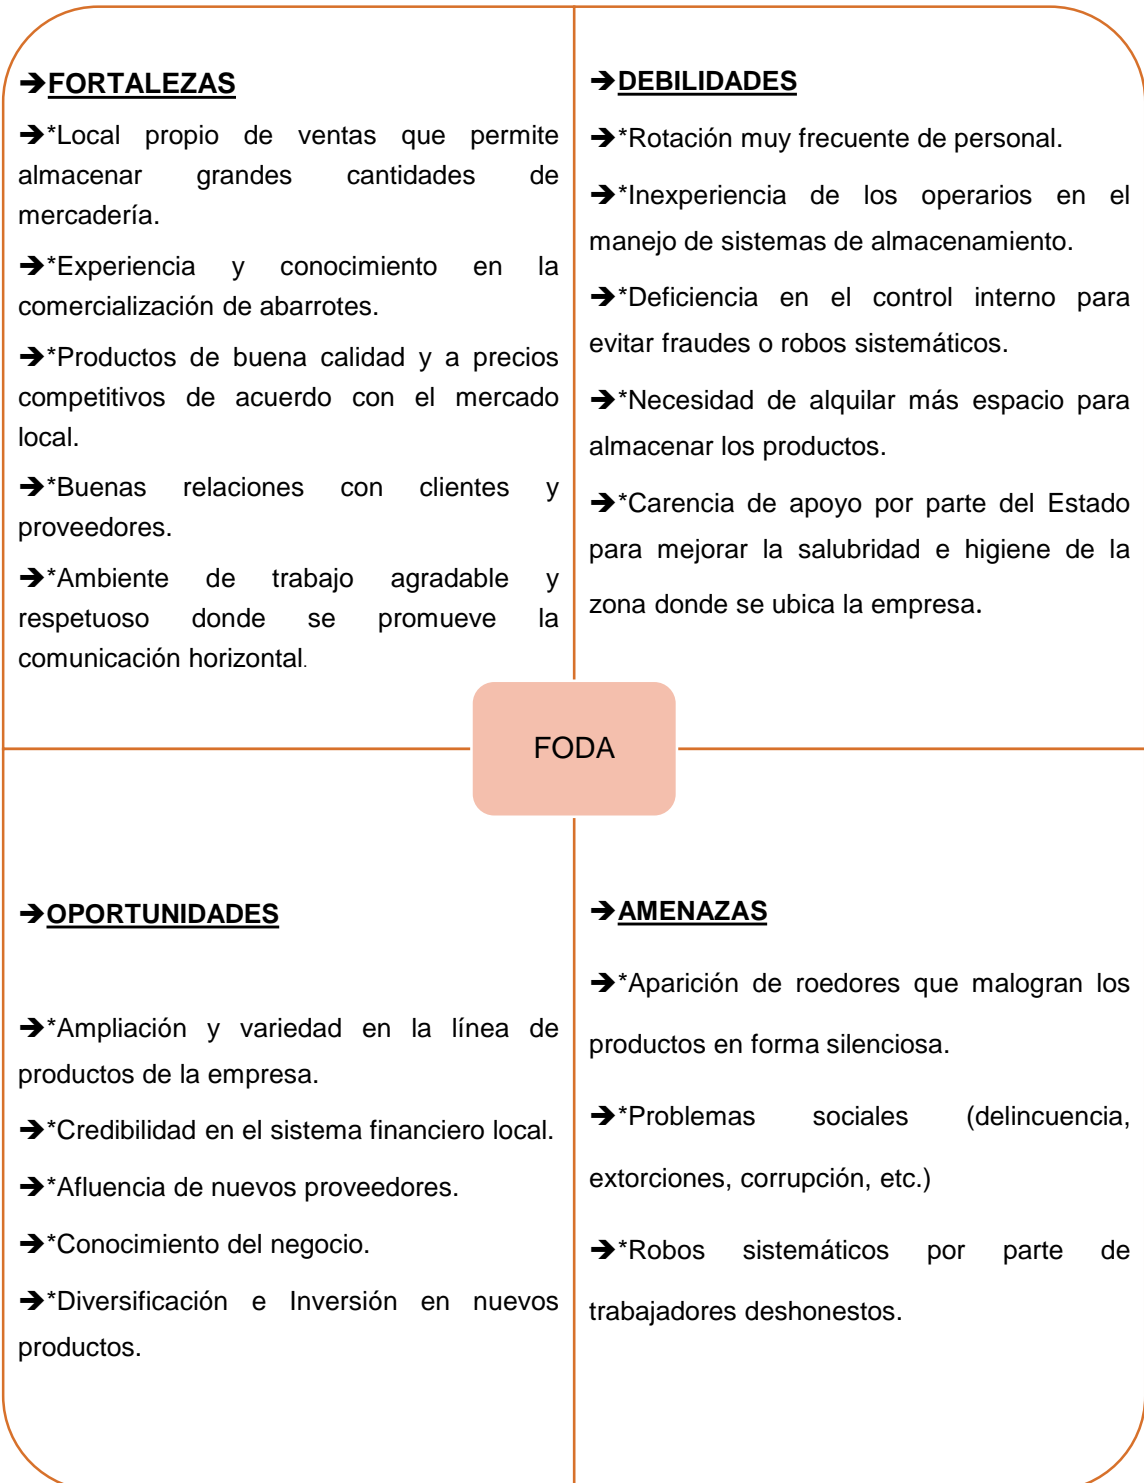 ➔FORTALEZAS
➔*Local propio de ventas que permite
almacenar grandes cantidades de
mercadería.
➔*Experiencia y conocimiento en la
comercialización de abarrotes.
➔*Productos de buena calidad y a precios
competitivos de acuerdo con el mercado
local.
➔*Buenas relaciones con clientes y
proveedores.
➔*Ambiente de trabajo agradable y
respetuoso donde se promueve la
comunicación horizontal.
➔DEBILIDADES
➔*Rotación muy frecuente de personal.
➔*Inexperiencia de los operarios en el
manejo de sistemas de almacenamiento.
➔*Deficiencia en el control interno para
evitar fraudes o robos sistemáticos.
➔*Necesidad de alquilar más espacio para
almacenar los productos.
➔*Carencia de apoyo por parte del Estado
para mejorar la salubridad e higiene de la
zona donde se ubica la empresa.
FODA
➔OPORTUNIDADES
➔*Ampliación y variedad en la línea de
productos de la empresa.
➔*Credibilidad en el sistema financiero local.
➔*Afluencia de nuevos proveedores.
➔*Conocimiento del negocio.
➔*Diversificación e Inversión en nuevos
productos.
➔AMENAZAS
➔*Aparición de roedores que malogran los
productos en forma silenciosa.
➔*Problemas sociales (delincuencia,
extorciones, corrupción, etc.)
➔*Robos sistemáticos por parte de
trabajadores deshonestos.